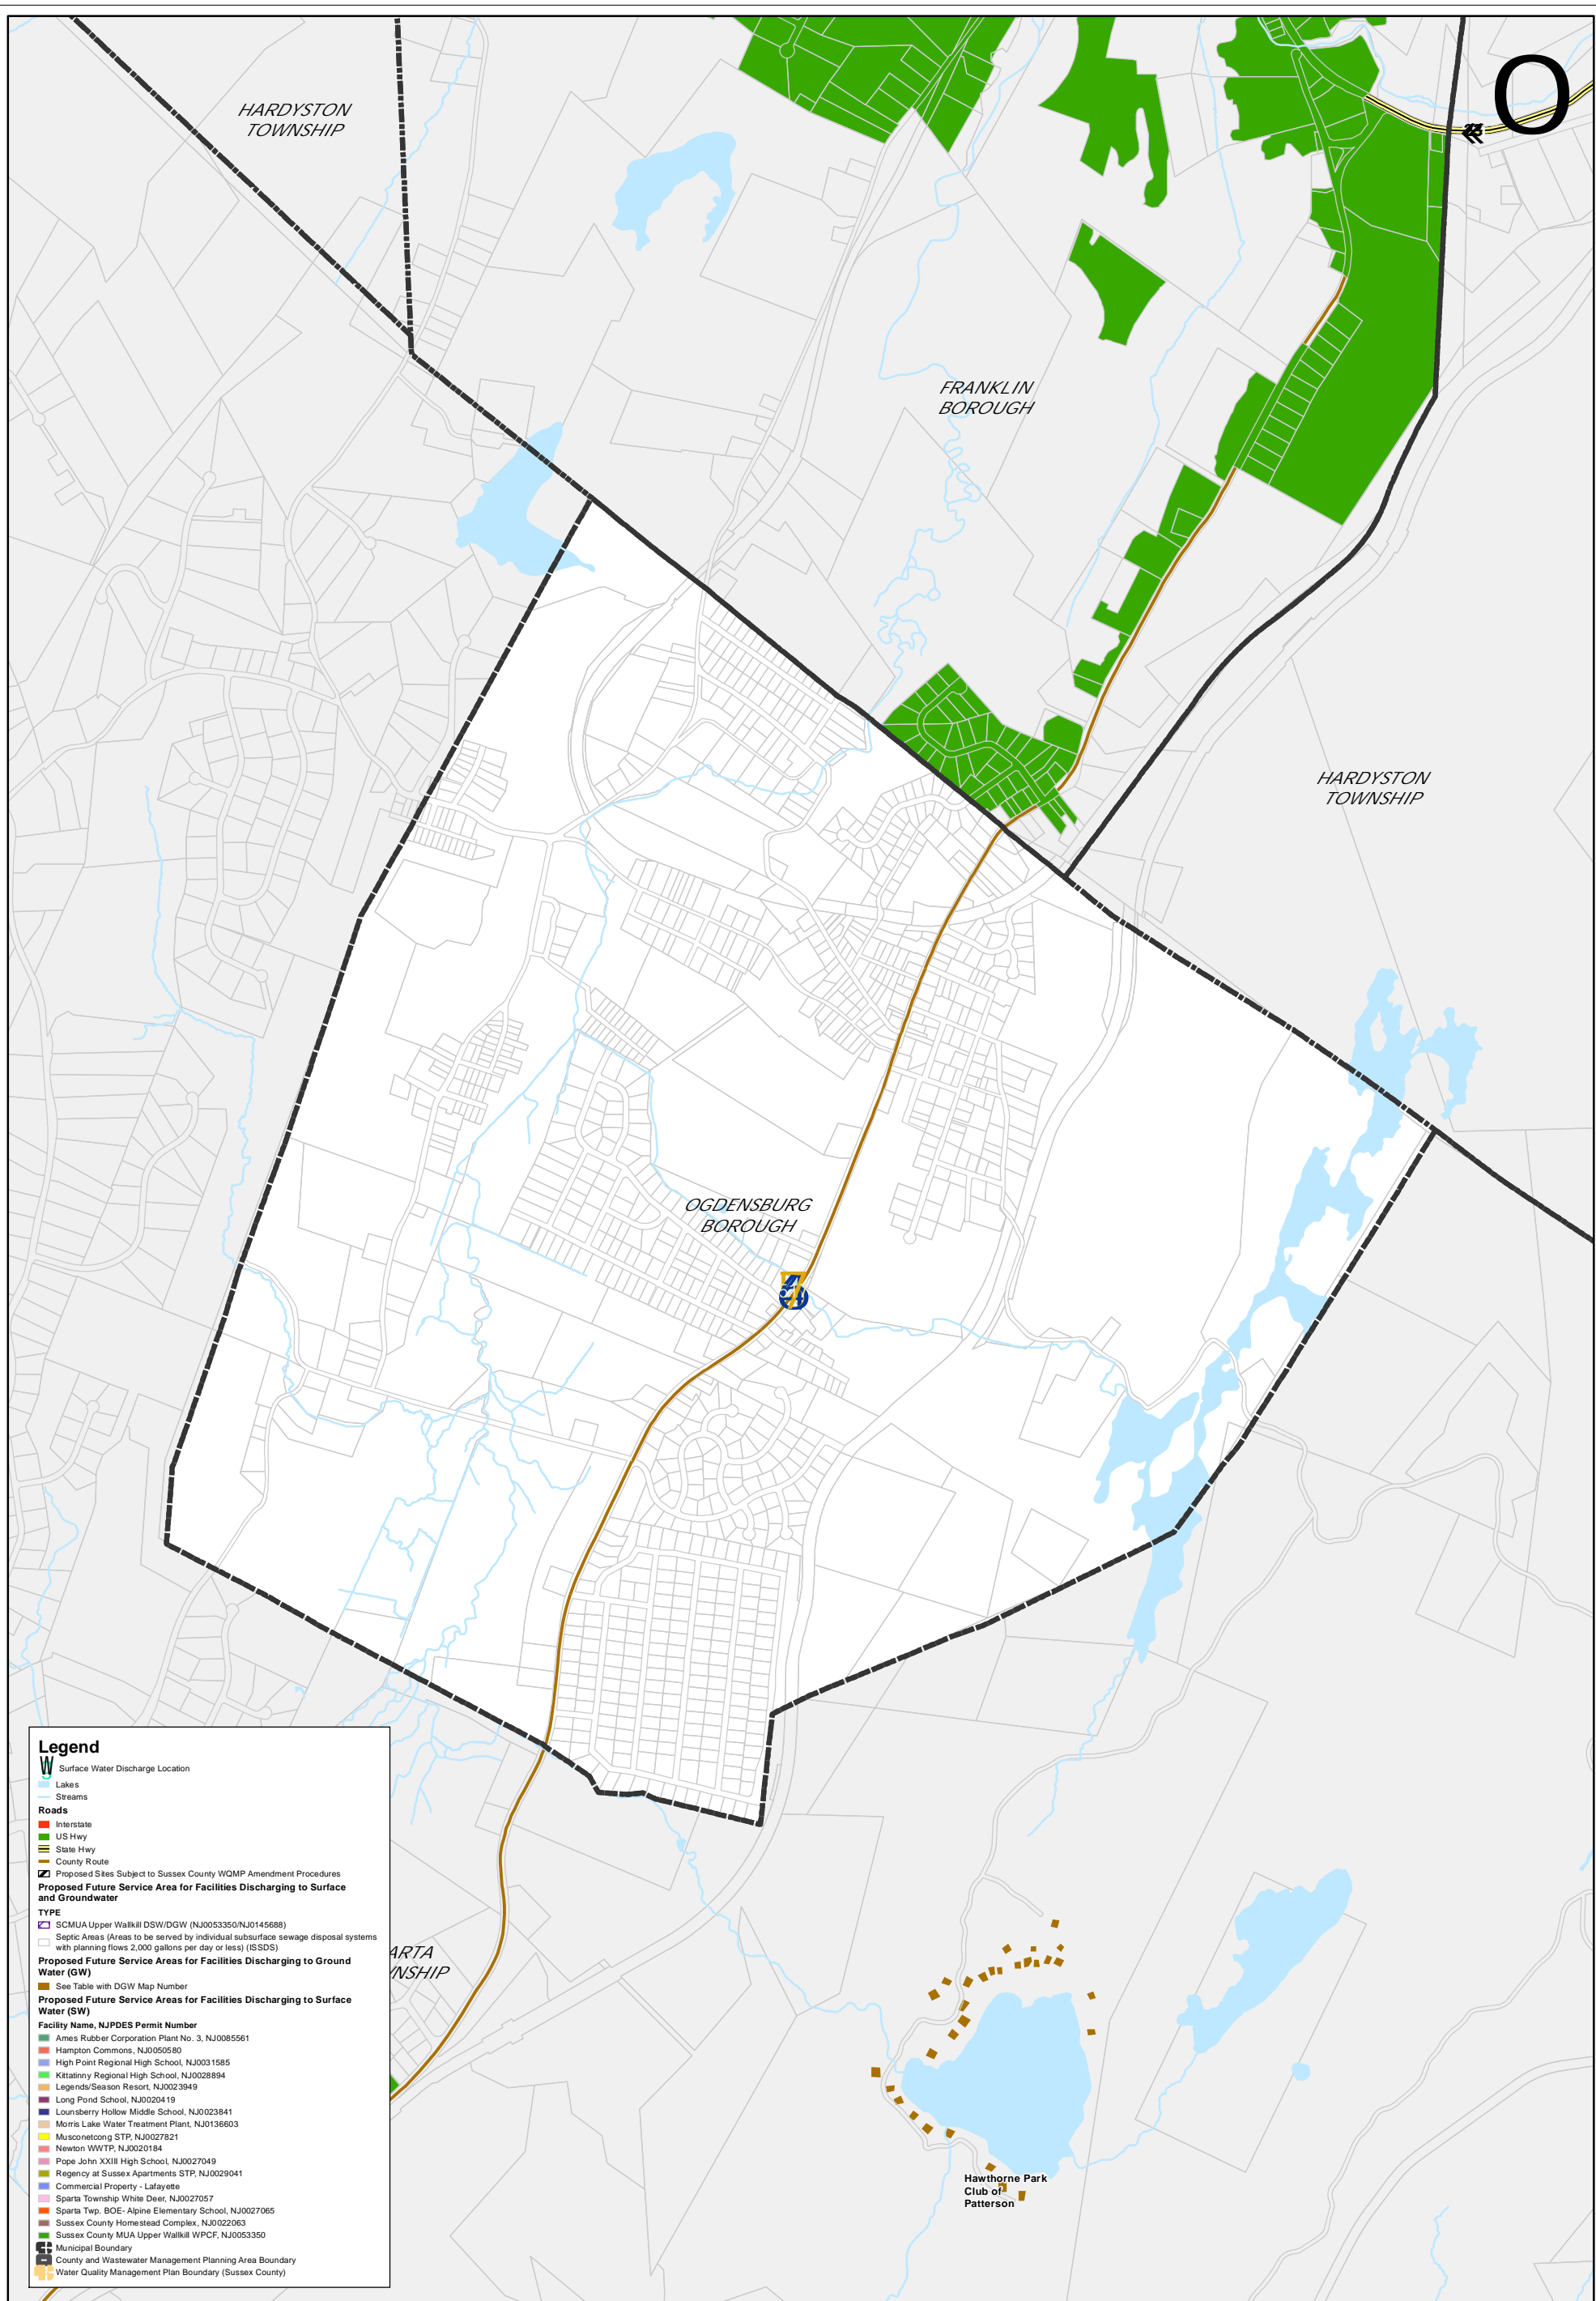 HARDYSTON
TOWNSHIP
O
FRANKLIN
BOROUGH
HARDYSTON
TOWNSHIP
OGDENSBURG
BOROUGH
Legend
Surface Water Discharge Location
Lakes
Streams
Roads
Interstate
US Hwy
State Hwy
County Route
Proposed Sites Subject to Sussex County WQMP Amendment Procedures
Proposed Future Service Area for Facilities Discharging to Surface
and Groundwater
TYPE
SCMUA Upper Wallkill DSW/DGW (NJ0053350/NJ0145688)
Septic Areas (Areas to be served by individual subsurface sewage disposal systems
with planning flows 2,000 gallons per day or less) (ISSDS)
Proposed Future Service Areas for Facilities Discharging to Ground
Water (GW)
See Table with DGW Map Number
Proposed Future Service Areas for Facilities Discharging to Surface
Water (SW)
Facility Name, NJPDES Permit Number
Ames Rubber Corporation Plant No. 3, NJ0085561
Hampton Commons, NJ0050580
High Point Regional High School, NJ0031585
Kittatinny Regional High School, NJ0028894
Legends/Season Resort, NJ0023949
Long Pond School, NJ0020419
Lounsberry Hollow Middle School, NJ0023841
Morris Lake Water Treatment Plant, NJ0136603
Musconetcong STP, NJ0027821
Newton WWTP, NJ0020184
Pope John XXIII High School, NJ0027049
Regency at Sussex Apartments STP, NJ0029041
Commercial Property - Lafayette
Sparta Township White Deer, NJ0027057
Sparta Twp. BOE- Alpine Elementary School, NJ0027065
Sussex County Homestead Complex, NJ0022063
Sussex County MUA Upper Wallkill WPCF, NJ0053350
Municipal Boundary
County and Wastewater Management Planning Area Boundary
Water Quality Management Plan Boundary (Sussex County)
ARTA
NSHIP
Hawthorne Park
Club of
Patterson